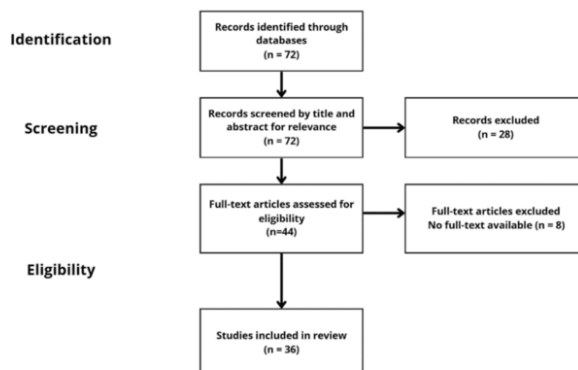 Identification
Records identified through
databases
(n = 72)
Screening
Records screened by title and
abstract for relevance
(n = 72)
Records excluded
(n = 28)
Full-text articles assessed for
eligibility
(n=44)
Full-text articles excluded
No full-text available (n = 8)
Eligibility
Studies included in review
(n = 36)